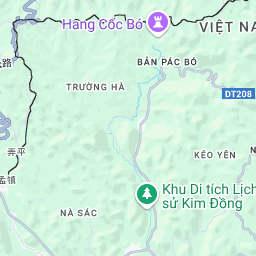 Hang Cốc Bó
VIỆT NA
BẢN PÁC BÓ
大路
TRƯỜNG HÀ
DT208
弄平
KÉO YÊN
孟镇
Khu Di tích Lịch
sử Kim Đồng
NÀ SÁC